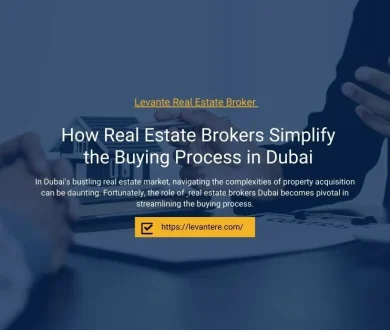 Levante Real Estate Broker
How Real Estate Brokers Simplify
the Buying Process in Dubai
In Dubai's bustling real estate market, navigating the complexities of property acquisition
can be daunting. Fortunately, the role of real estate brokers Dubai becomes pivotal in
streamlining the buying process.
https://levantere.com/